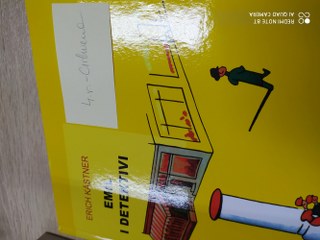 ERICH KÄSTNER
EMIL
I DETEKTIVI
REDMI NOTE 8T
AI QUAD CAMERA